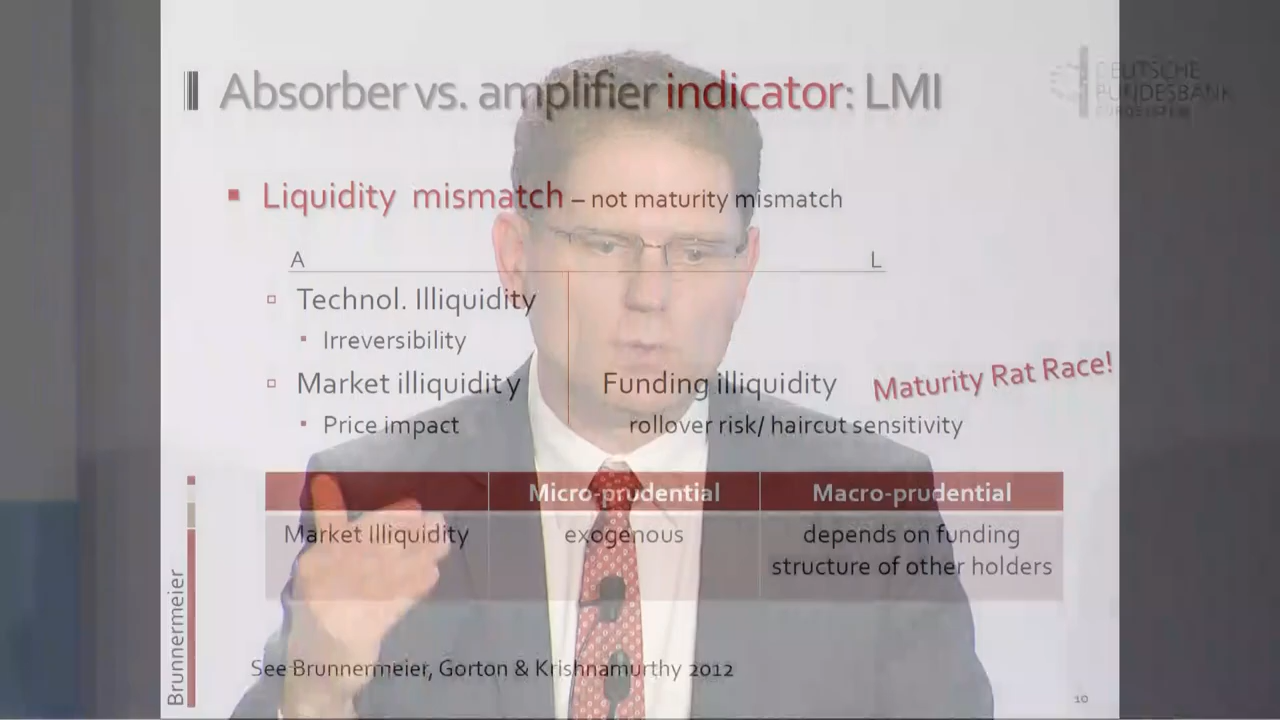 Absorber vs. amplifier indicator: LMI
DEUTSCHE
BUNDESBANK
EUROSYSTEM
Liquidity mismatch – not maturity mismatch
A L
Technol. Illiquidity
Irreversibility
Market illiquidity Funding illiquidity Maturity Rat Race!
Price impact rollover risk/ haircut sensitivity
Micro-prudential Macro-prudential
Market Illiquidity exogenous depends on funding
structure of other holders
Brunnermeier
See Brunnermeier, Gorton & Krishnamurthy 2012
10